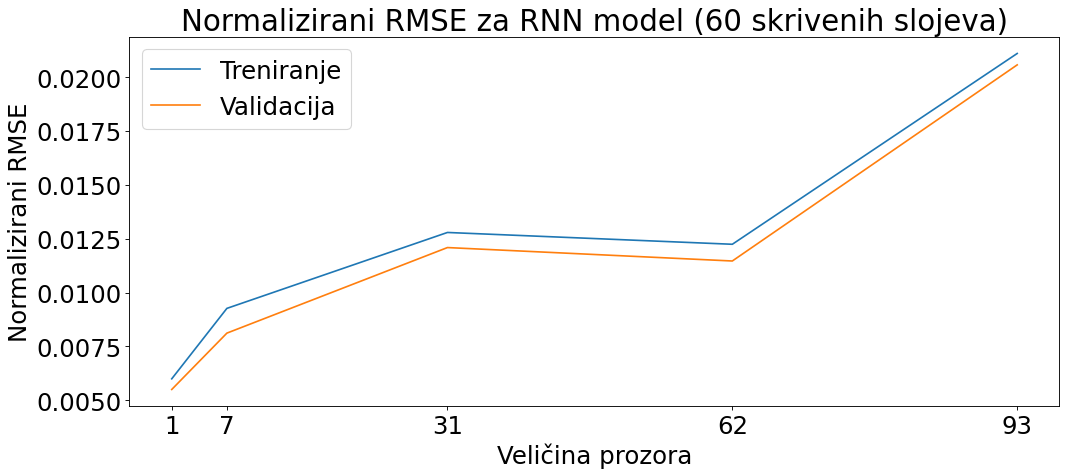 Normalizirani RMSE za RNN model (60 skrivenih slojeva)
Treniranje
Validacija
Normalizirani RMSE
0.0200
0.0175
0.0150
0.0125
0.0100
0.0075
0.0050
1 7 31 62 93
Veličina prozora